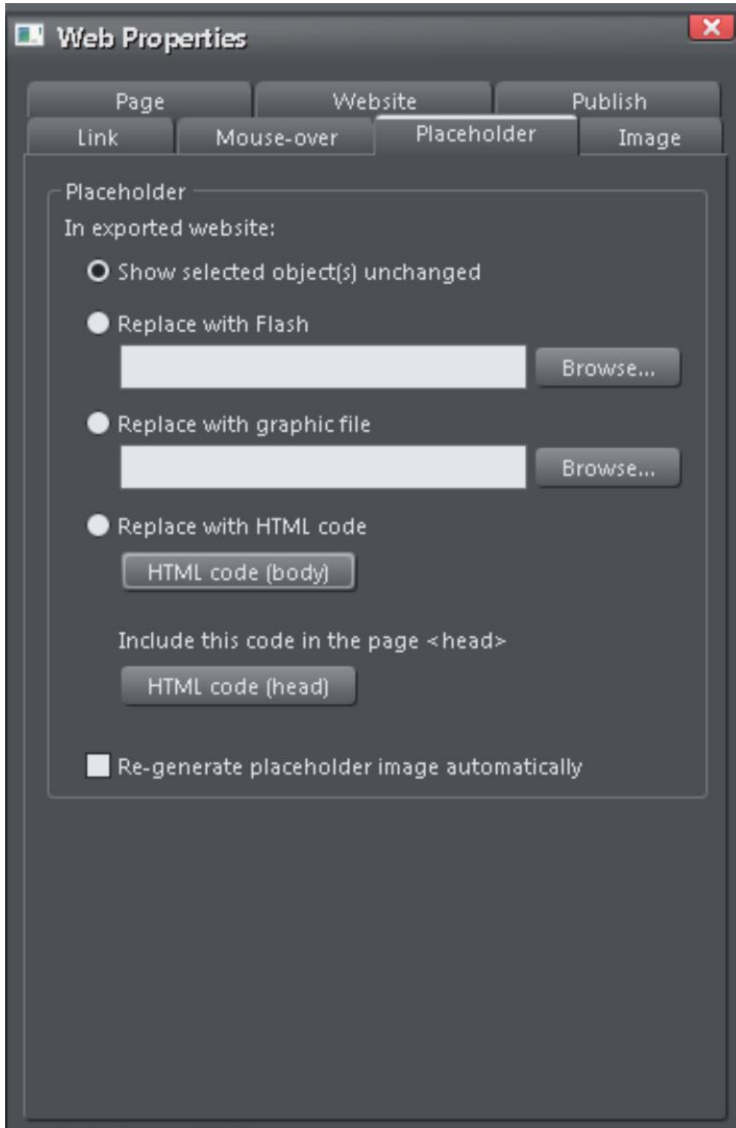 Web Properties
Page Website Publish
Link Mouse-over Placeholder Image
Placeholder
In exported website:
Show selected object(s) unchanged
Replace with Flash
Browse...
Replace with graphic file
Browse...
Replace with HTML code
HTML code (body)
Include this code in the page <head>
HTML code (head)
Re-generate placeholder image automatically